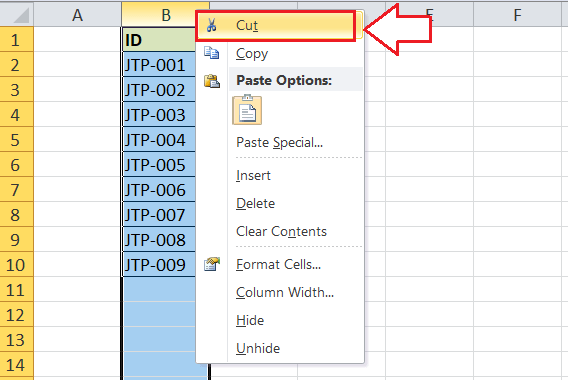 A B E F
1 ID
2 JTP-001
3 JTP-002
4 JTP-003
5 JTP-004
6 JTP-005
7 JTP-006
8 JTP-007
9 JTP-008
10 JTP-009
11
12
13
14
Cut
Copy
Paste Options:
Paste Special...
Insert
Delete
Clear Contents
Format Cells...
Column Width...
Hide
Unhide